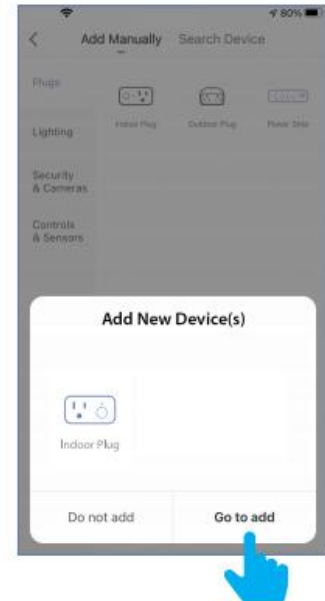 80%
Add Manually Search Device
Plugs
Indoor Plug Outdoor Plug Power Strip
Lighting
Security
& Cameras
Controls
& Sensors
Add New Device(s)
Indoor Plug
Do not add Go to add